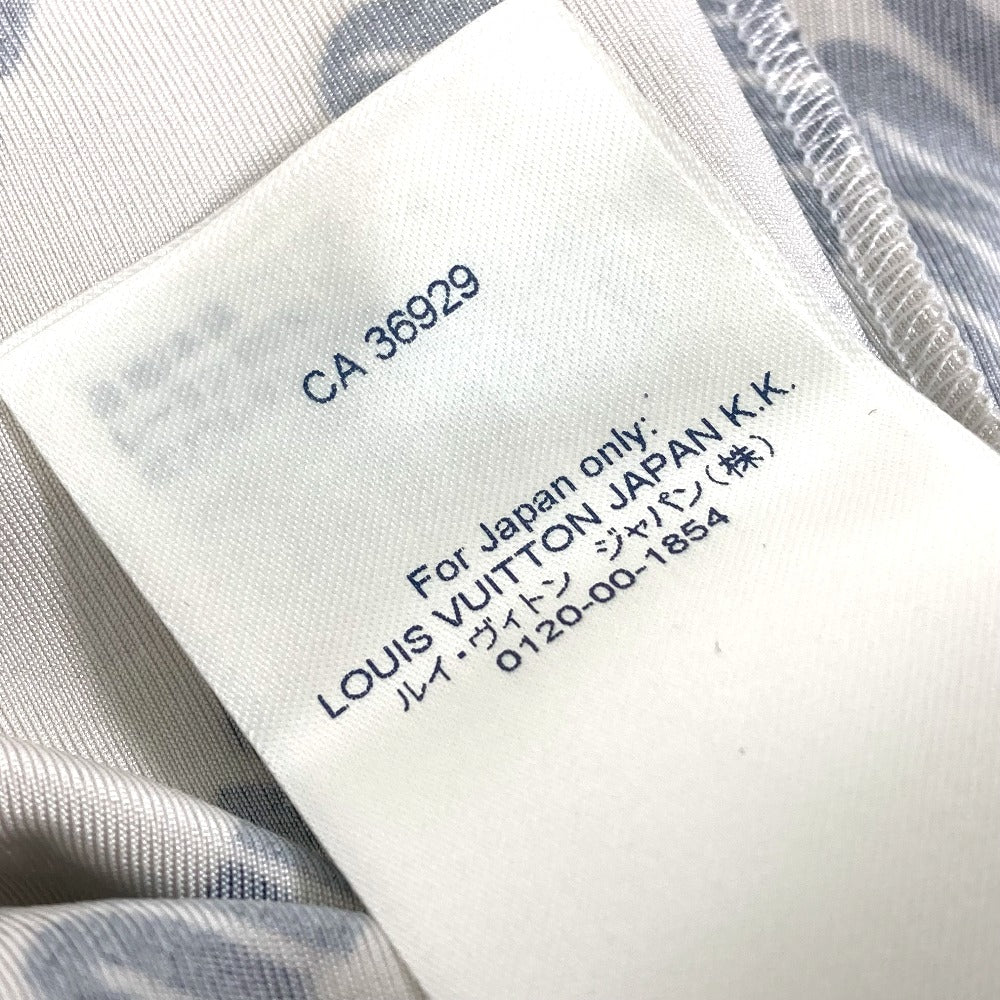 CA 36929
For Japan only:
LOUIS VUITTON JAPAN K.K.
ルイ・ヴィトン ジャパン(株)
0120-00-1854